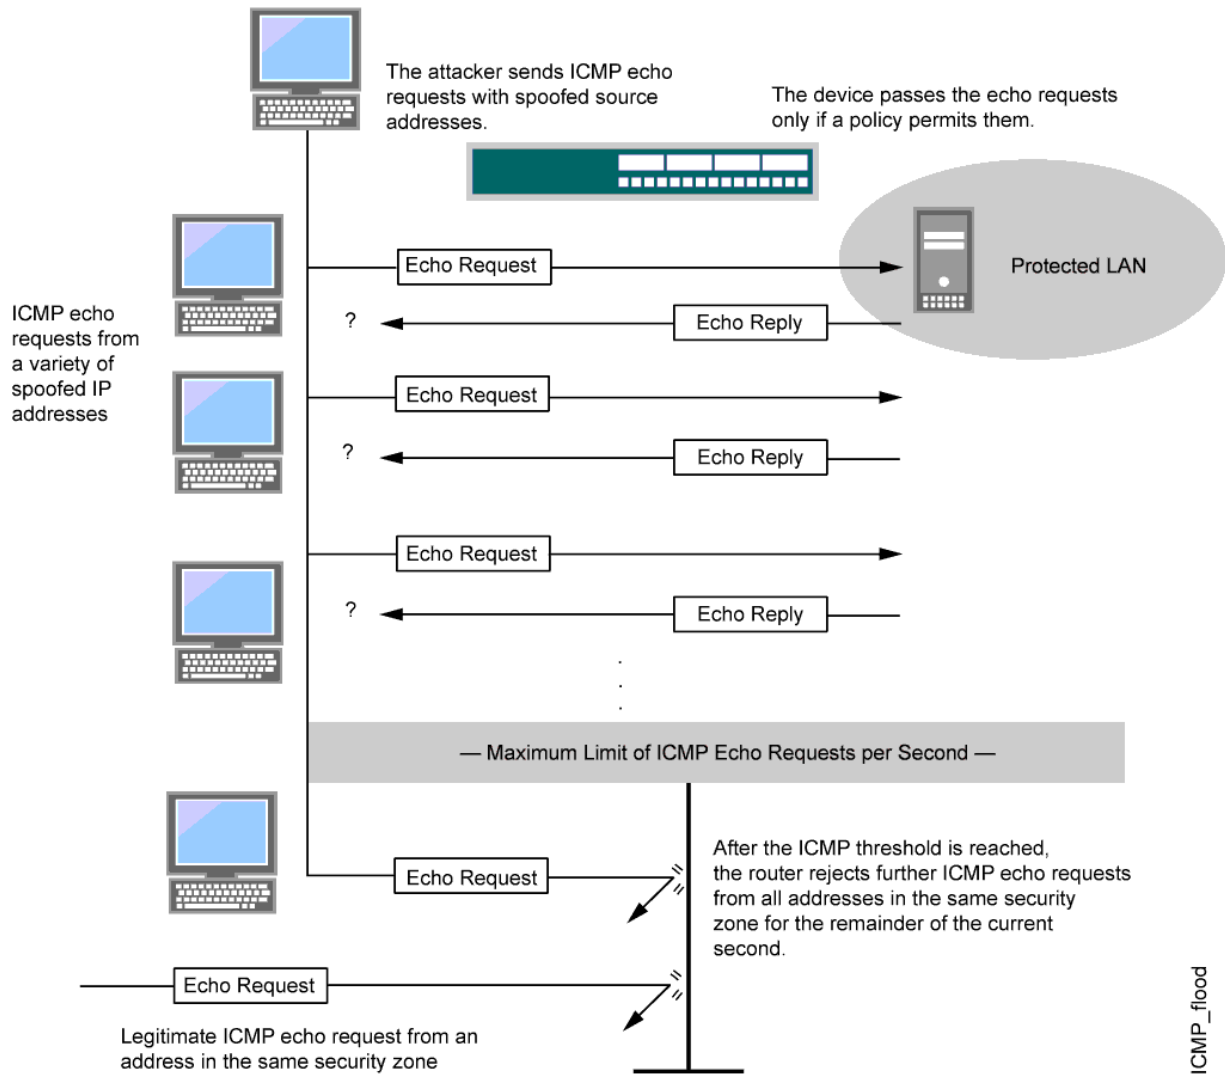 The attacker sends ICMP echo
requests with spoofed source
addresses.
The device passes the echo requests
only if a policy permits them.
Echo Request
Protected LAN
ICMP echo
requests from
a variety of
spoofed IP
addresses
?
Echo Reply
Echo Request
?
Echo Reply
Echo Request
?
Echo Reply
.
.
.
— Maximum Limit of ICMP Echo Requests per Second —
Echo Request
After the ICMP threshold is reached,
the router rejects further ICMP echo requests
from all addresses in the same security
zone for the remainder of the current
second.
Echo Request
Legitimate ICMP echo request from an
address in the same security zone
ICMP_flood